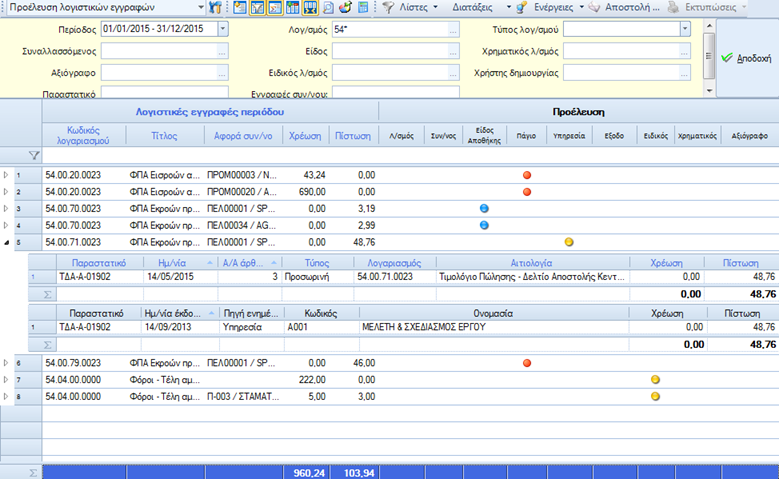 Προέλευση λογιστικών εγγραφών Λίστες Διατάξεις Ενέργειες Αποστολή ... Εκτυπώσεις
Περίοδος 01/01/2015 - 31/12/2015 Λογ/σμός 54* Τύπος λογ/σμού
Συναλλασσόμενος Είδος Χρηματικός λ/σμός
Αξιόγραφο Ειδικός λ/σμός Χρήστης δημιουργίας
Παραστατικό Εγγραφές συν/νου:
Αποδοχή
Λογιστικές εγγραφές περιόδου Προέλευση
Κωδικός λογαριασμού Τίτλος Αφορά συν/νο Χρέωση Πίστωση Λ/σμός Συν/νος Είδος Αποθήκης Πάγιο Υπηρεσία Εξοδο Ειδικός Χρηματικός Αξιόγραφο
1 54.00.20.0023 ΦΠΑ Εισροών α... ΠΡΟΜ00003 / Ν... 43,24 0,00
2 54.00.20.0023 ΦΠΑ Εισροών α... ΠΡΟΜ00020 / Α... 690,00 0,00
3 54.00.70.0023 ΦΠΑ Εκροών πρ... ΠΕΛ00001 / SP... 0,00 3,19
4 54.00.70.0023 ΦΠΑ Εκροών πρ... ΠΕΛ00034 / AG... 0,00 2,99
5 54.00.71.0023 ΦΠΑ Εκροών πρ... ΠΕΛ00001 / SP... 0,00 48,76
Παραστατικό Ημ/νία Α/Α άρθ... Τύπος Λογαριασμός Αιτιολογία Χρέωση Πίστωση
1 ΤΔΑ-Α-01902 14/05/2015 3 Προσωρινή 54.00.71.0023 Τιμολόγιο Πώλησης - Δελτίο Αποστολής Κεντ... 0,00 48,76
Σ 0,00 48,76
Παραστατικό Ημ/νία έκδο... Πηγή ενημέ... Κωδικός Ονομασία Χρέωση Πίστωση
1 ΤΔΑ-Α-01902 14/09/2013 Υπηρεσία Α001 ΜΕΛΕΤΗ & ΣΧΕΔΙΑΣΜΟΣ ΕΡΓΟΥ 0,00 48,76
Σ 0,00 48,76
6 54.00.79.0023 ΦΠΑ Εκροών πρ... ΠΕΛ00001 / SP... 0,00 46,00
7 54.04.00.0000 Φόροι - Τέλη αμ... 222,00 0,00
8 54.04.00.0000 Φόροι - Τέλη αμ... Π-003 / ΣΤΑΜΑΤ... 5,00 3,00
Σ 960,24 103,94